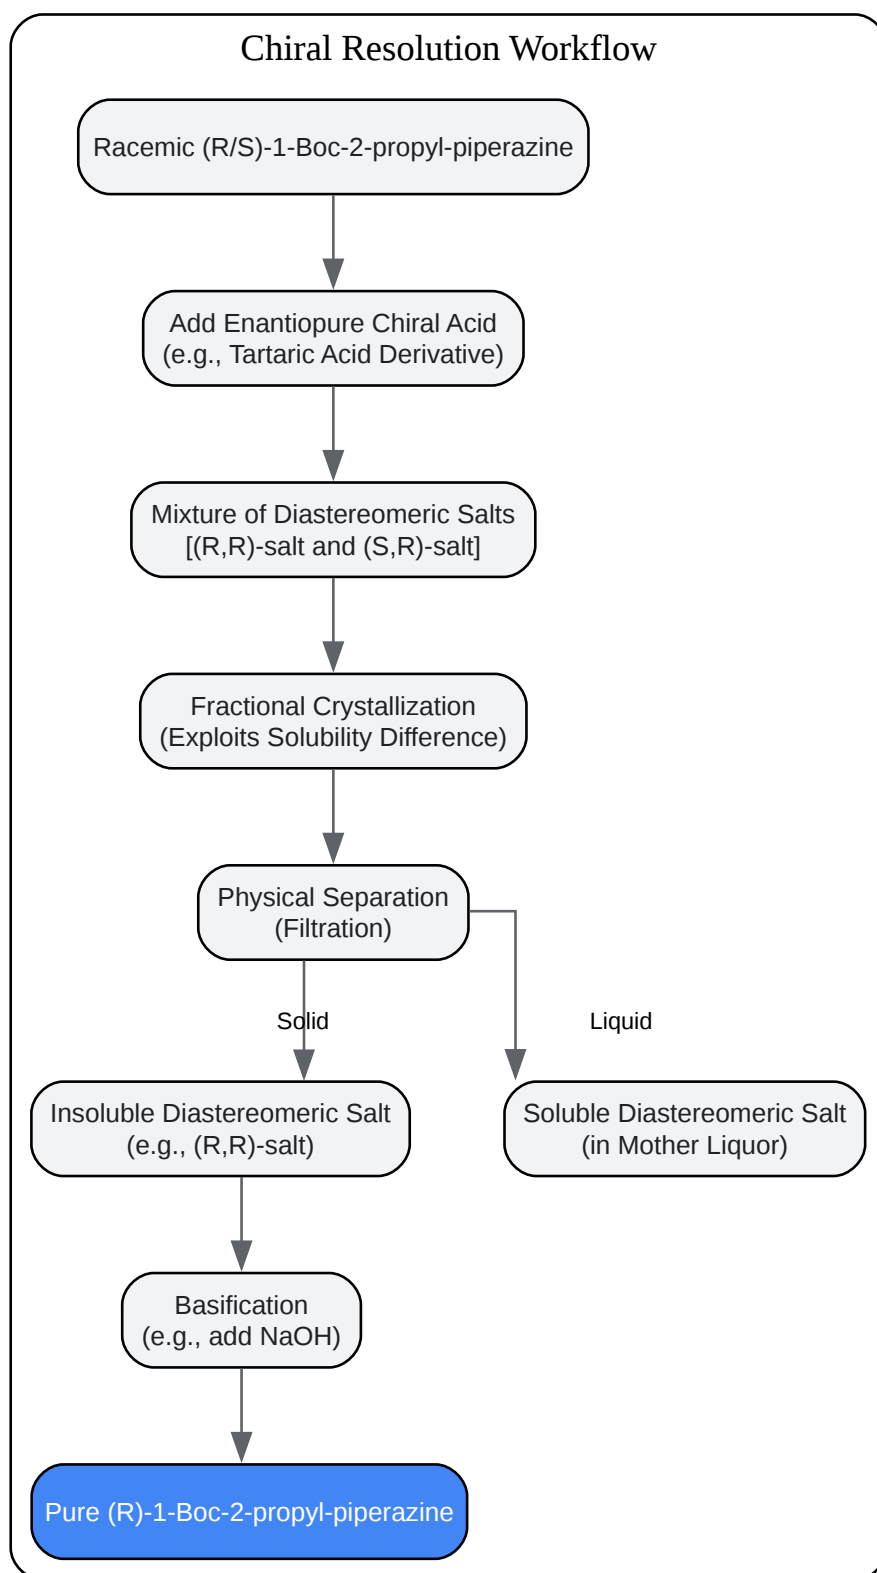 Chiral Resolution Workflow
Racemic (R/S)-1-Boc-2-propyl-piperazine
Add Enantiopure Chiral Acid
(e.g., Tartaric Acid Derivative)
Mixture of Diastereomeric Salts
[(R,R)-salt and (S,R)-salt]
Fractional Crystallization
(Exploits Solubility Difference)
Physical Separation
(Filtration)
Solid
Liquid
Insoluble Diastereomeric Salt
(e.g., (R,R)-salt)
Soluble Diastereomeric Salt
(in Mother Liquor)
Basification
(e.g., add NaOH)
Pure (R)-1-Boc-2-propyl-piperazine